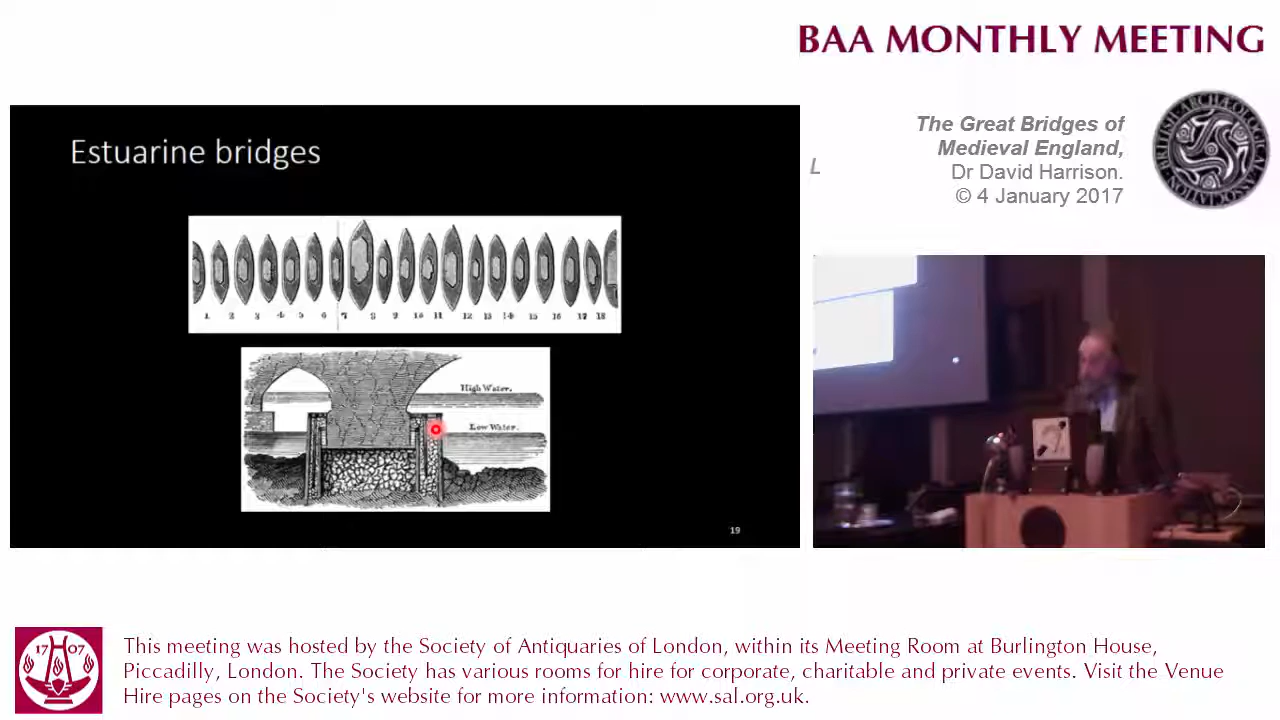 BAA MONTHLY MEETING
The Great Bridges of
Medieval England,
Dr David Harrison.
© 4 January 2017
L
BRITISH ARCHÆOLOGICAL ASSOCIATION
Estuarine bridges
1 2 3 4 5 6 7 8 9 10 11 12 13 14 15 16 17 18
High Water.
Low Water.
19
1707
This meeting was hosted by the Society of Antiquaries of London, within its Meeting Room at Burlington House,
Piccadilly, London. The Society has various rooms for hire for corporate, charitable and private events. Visit the Venue
Hire pages on the Society's website for more information: www.sal.org.uk.